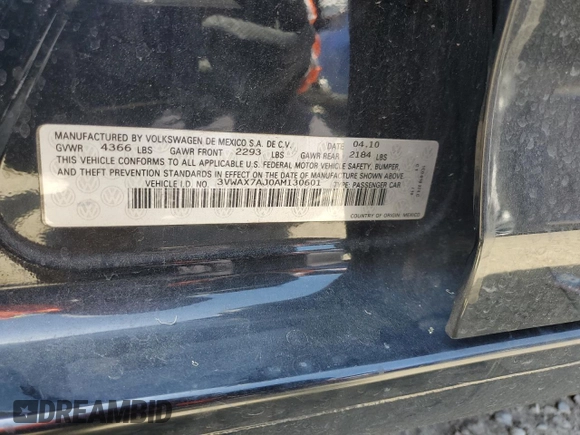 MANUFACTURED BY VOLKSWAGEN DE MEXICO S.A. DE C.V. DATE 04.10
GVWR 4366 LBS GAWR FRONT 2293 LBS GAWR REAR 2184 LBS
THIS VEHICLE CONFORMS TO ALL APPLICABLE U.S. FEDERAL MOTOR VEHICLE SAFETY, BUMPER,
AND THEFT PREVENTION STANDARDS IN EFFECT ON THE DATE OF MANUFACTURE SHOWN ABOVE.
VEHICLE I.D. NO. 3VWAX7AJ0AM130601 TYPE: PASSENGER CAR
COUNTRY OF ORIGIN: MEXICO
DREAMBID